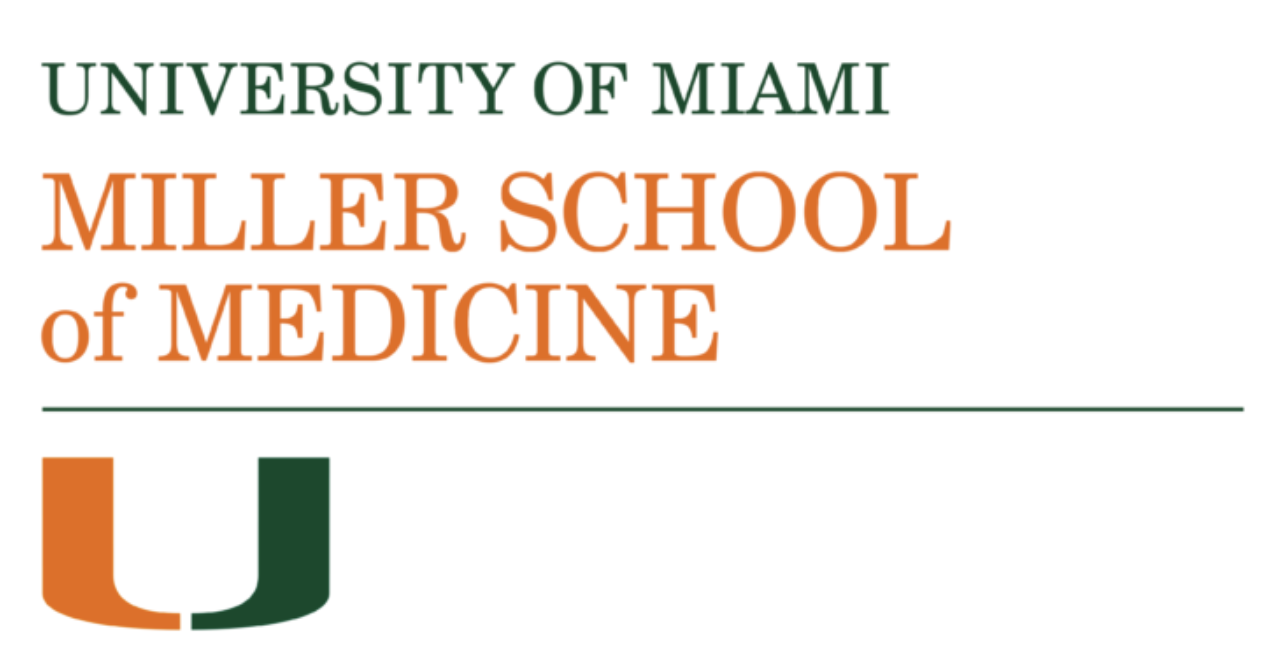 UNIVERSITY OF MIAMI
MILLER SCHOOL
of MEDICINE
U